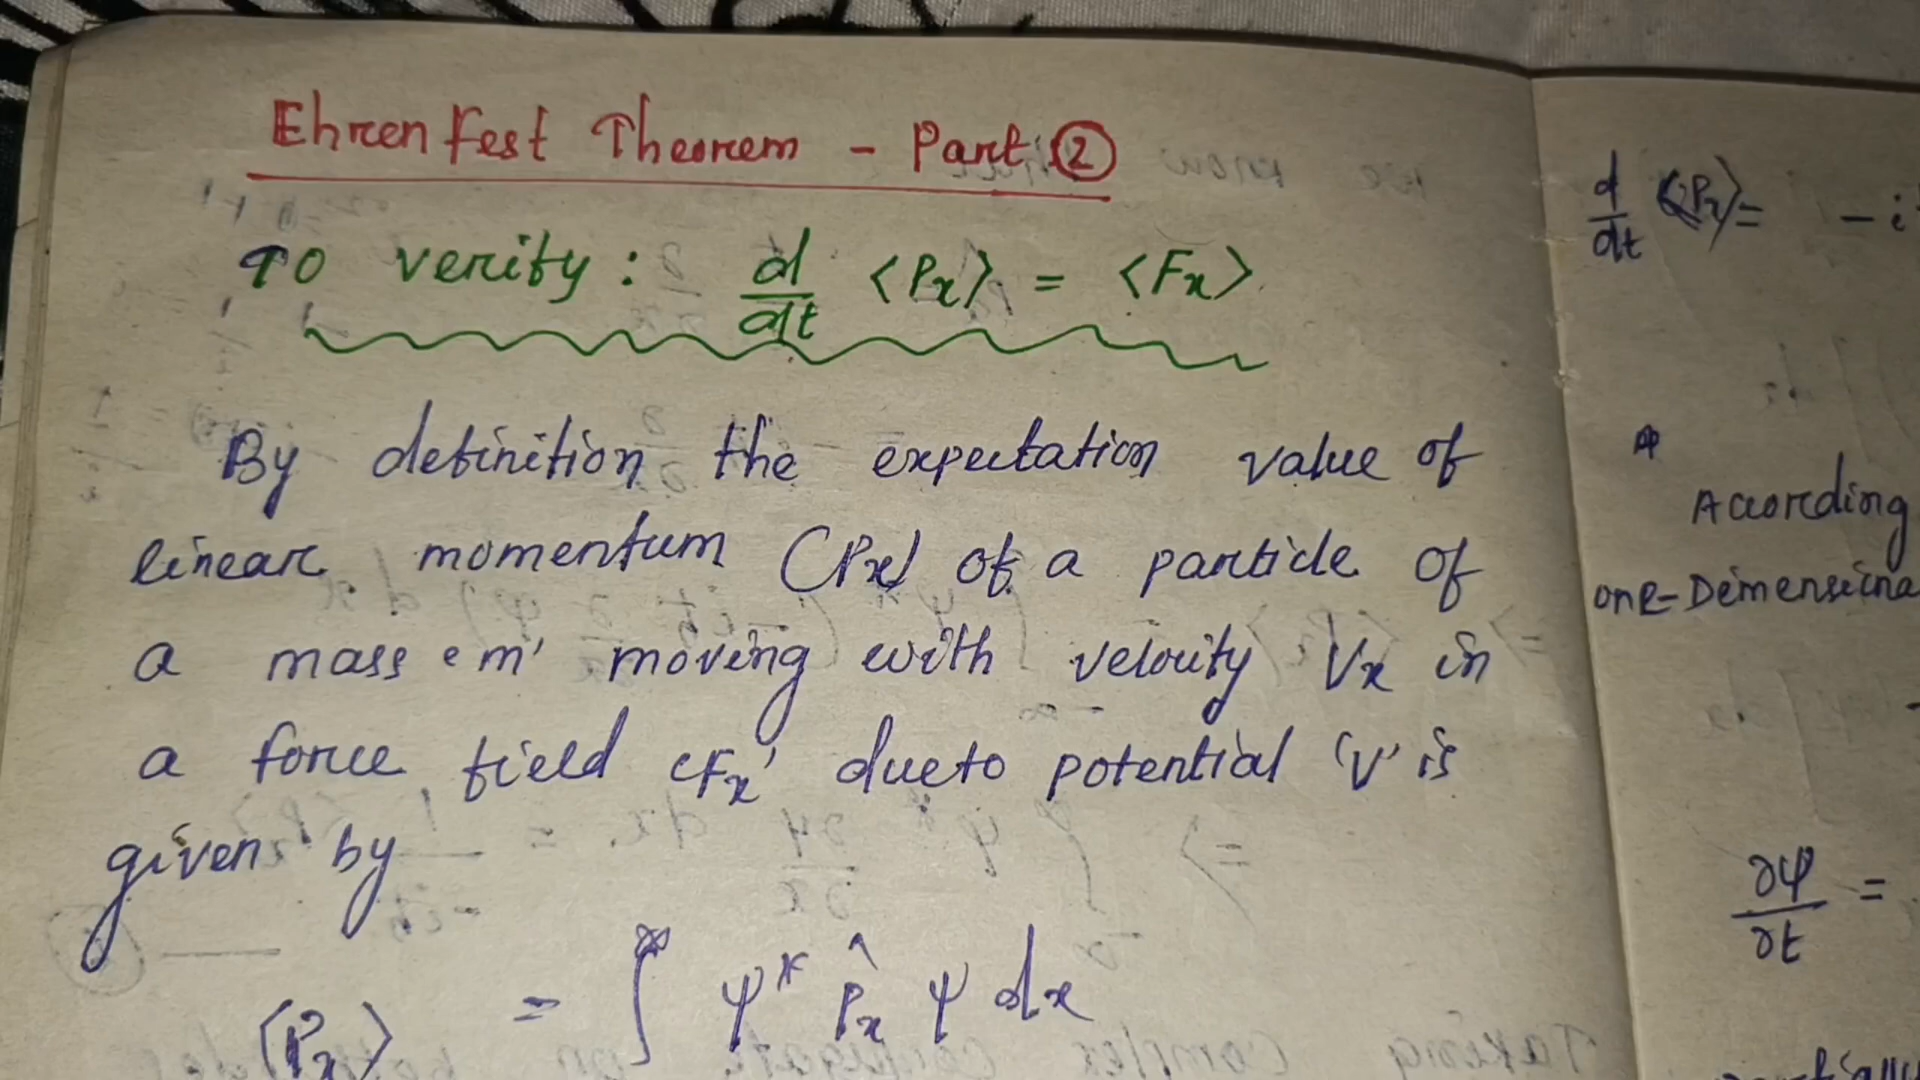 Ehrenfest Theorem - Part ②
To verify: d/dt ⟨Px⟩ = ⟨Fx⟩
By definition the expectation value of
linear momentum (Px) of a particle of
a mass 'm' moving with velocity Vx in
a force field 'Fx' due to potential 'V' is
given by
⟨Px⟩ = ∫ ψ* P̂x ψ dx
d/dt ⟨Px⟩ = - i
According
one-Dimensiona
∂ψ/∂t =